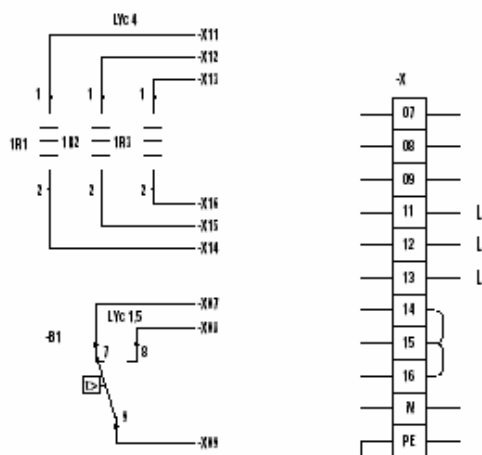 LYc 4
-X11
-X12
-X13
-X
1 1 1
07
1R1 1R2 1R3
08
09
2 2 2
-X16
11 L
-X15
12 L
-X14
13 L
14
-X07
LYc 1,5
-X08
-B1
7 8
15
16
9
N
-X09
PE